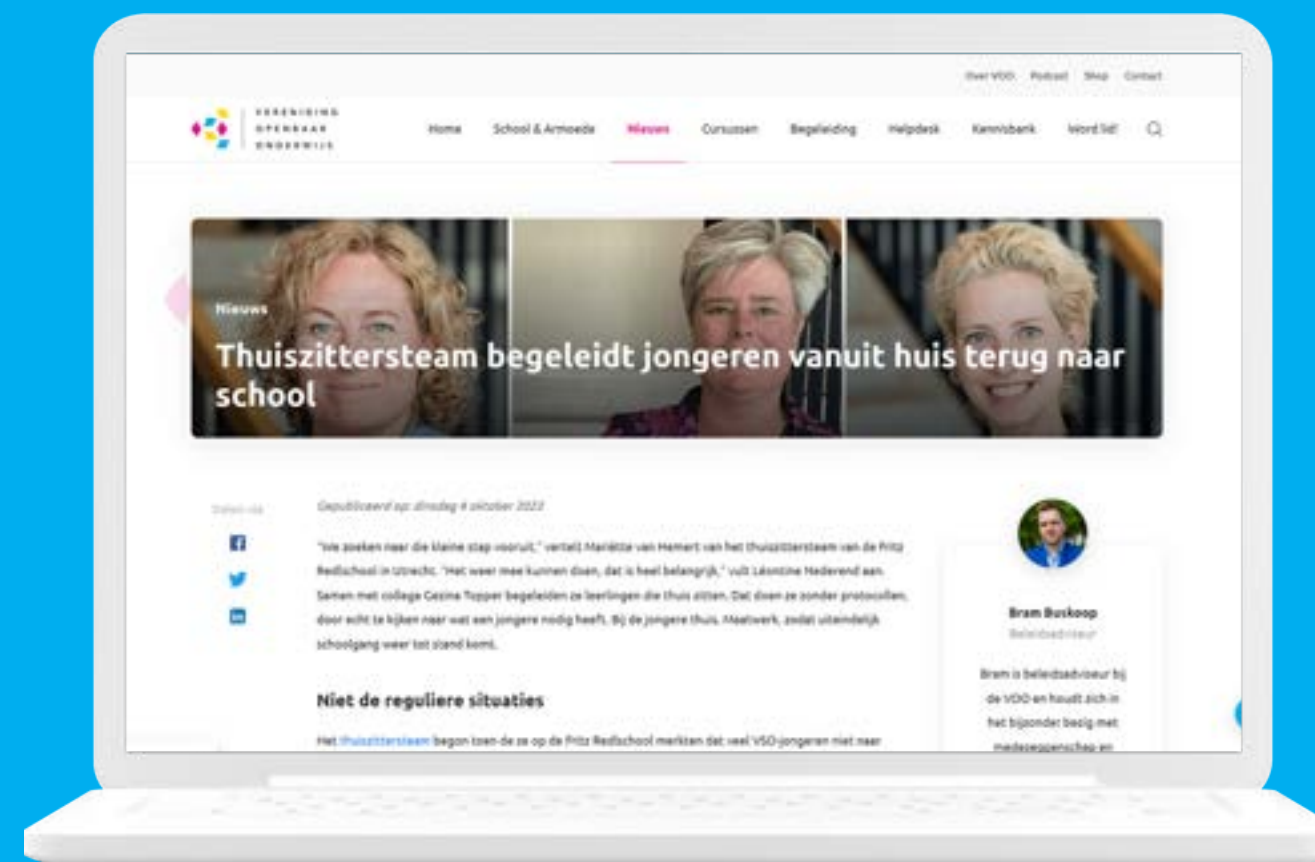 Over VOO Podcast Shop Contact
VERENIGING
OPENBAAR
ONDERWIJS
Home School & Armoede Nieuws Cursussen Begeleiding Helpdesk Kennisbank Word lid!
Nieuws
Thuiszittersteam begeleidt jongeren vanuit huis terug naar
school
Delen via
Gepubliceerd op: dinsdag 4 oktober 2022
"We zoeken naar die kleine stap vooruit," vertelt Mariëtte van Hemert van het thuiszittersteam van de Fritz
Redlschool in Utrecht. "Het weer mee kunnen doen, dat is heel belangrijk," vult Léontine Nederend aan.
Samen met collega Gezina Tepper begeleiden ze leerlingen die thuis zitten. Dat doen ze zonder protocollen,
door echt te kijken naar wat een jongere nodig heeft. Bij de jongere thuis. Maatwerk, zodat uiteindelijk
schoolgang weer tot stand komt.
Niet de reguliere situaties
Het thuiszittersteam begon toen de ze op de Fritz Redlschool merkten dat veel VSO-jongeren niet naar
Bram Buskoop
Beleidsadviseur
Bram is beleidsadviseur bij
de VOO en houdt zich in
het bijzonder bezig met
medezeggenschap en